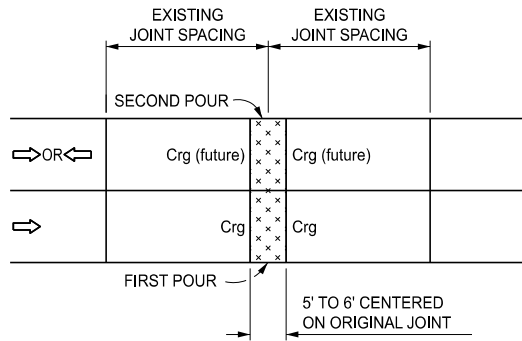 EXISTING
JOINT SPACING
EXISTING
JOINT SPACING
SECOND POUR
OR
Crg (future)
Crg (future)
Crg
Crg
FIRST POUR
5' TO 6' CENTERED
ON ORIGINAL JOINT